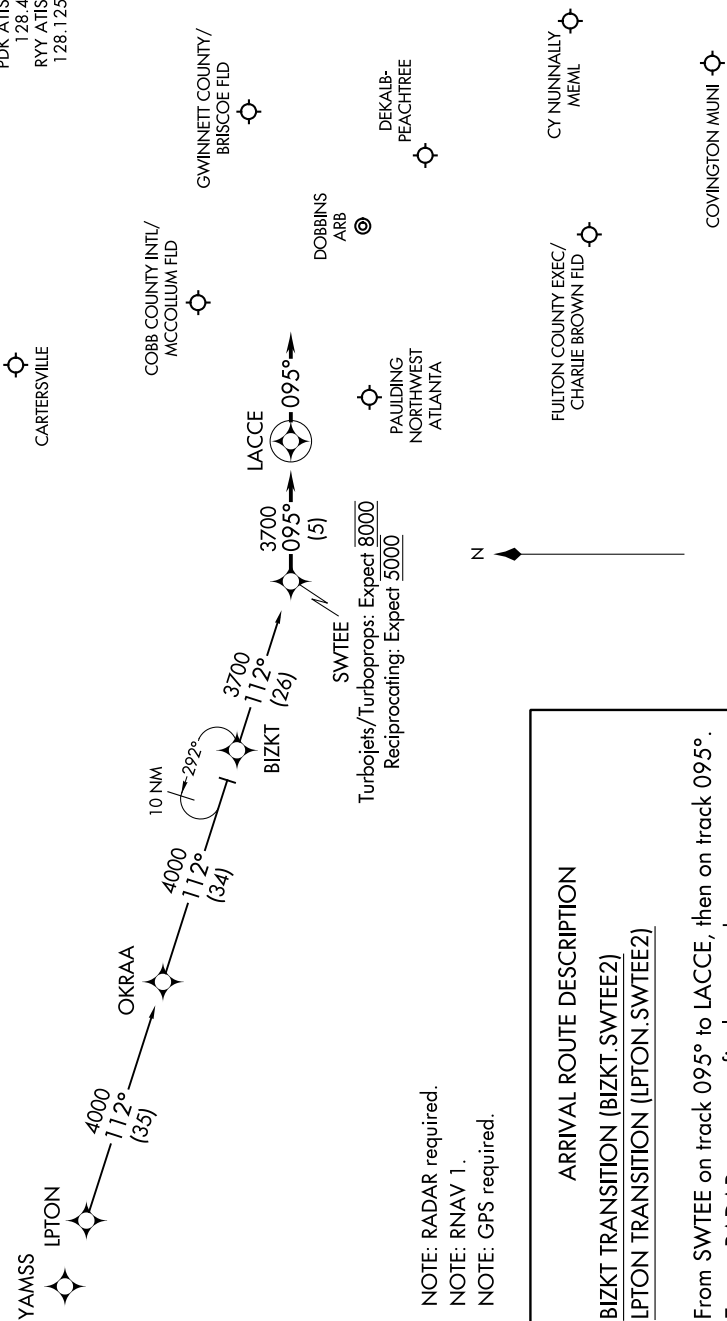 PDK ATIS
128.4
RYY ATIS
128.125
YAMSS
LPTON
4000
112°
(35)
OKRAA
4000
112°
(34)
10 NM
292°
BIZKT
3700
112°
(26)
SWTEE
Turbojets/Turboprops: Expect 8000
Reciprocating: Expect 5000
3700
095°
(5)
LACCE
095°
CARTERSVILLE
COBB COUNTY INTL/
MCCOLLUM FLD
GWINNETT COUNTY/
BRISCOE FLD
DOBBINS
ARB
DEKALB-
PEACHTREE
PAULDING
NORTHWEST
ATLANTA
CY NUNNALLY
MEML
FULTON COUNTY EXEC/
CHARLIE BROWN FLD
COVINGTON MUNI
N
NOTE: RADAR required.
NOTE: RNAV 1.
NOTE: GPS required.
ARRIVAL ROUTE DESCRIPTION
BIZKT TRANSITION (BIZKT.SWTEE2)
LPTON TRANSITION (LPTON.SWTEE2)
From SWTEE on track 095° to LACCE, then on track 095°.